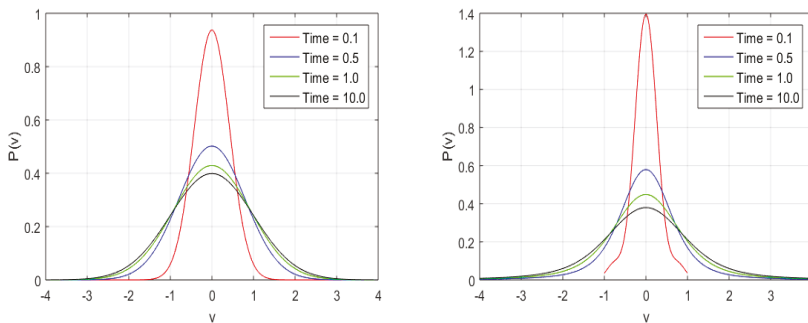 1
0.8
0.6
0.4
0.2
0
P(v)
-4 -3 -2 -1 0 1 2 3 4
v
Time = 0.1
Time = 0.5
Time = 1.0
Time = 10.0
1.4
1.2
1
0.8
0.6
0.4
0.2
0
P(v)
-4 -3 -2 -1 0 1 2 3
v
Time = 0.1
Time = 0.5
Time = 1.0
Time = 10.0